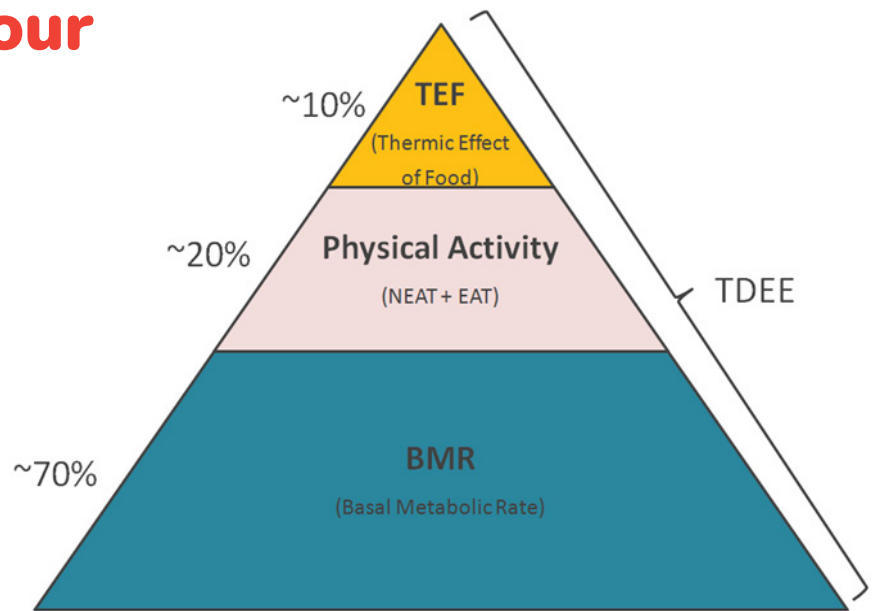 our
~10%
TEF
(Thermic Effect
of Food)
~20%
Physical Activity
(NEAT + EAT)
TDEE
~70%
BMR
(Basal Metabolic Rate)